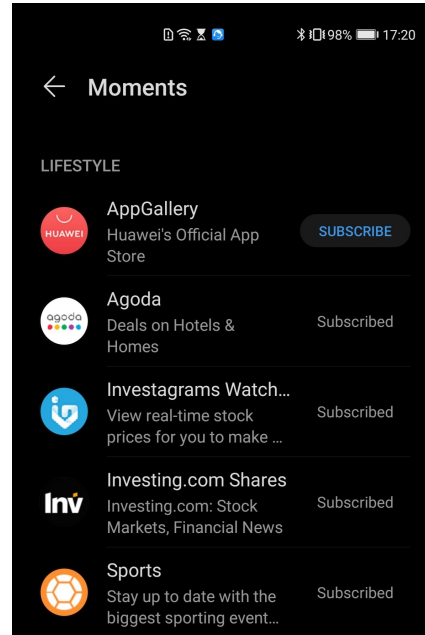 98% 17:20
Moments
LIFESTYLE
HUAWEI
AppGallery
Huawei's Official App
Store
SUBSCRIBE
agoda
Agoda
Deals on Hotels &
Homes
Subscribed
Investagrams Watch...
View real-time stock
prices for you to make ...
Subscribed
Inv
Investing.com Shares
Investing.com: Stock
Markets, Financial News
Subscribed
Sports
Stay up to date with the
biggest sporting event...
Subscribed